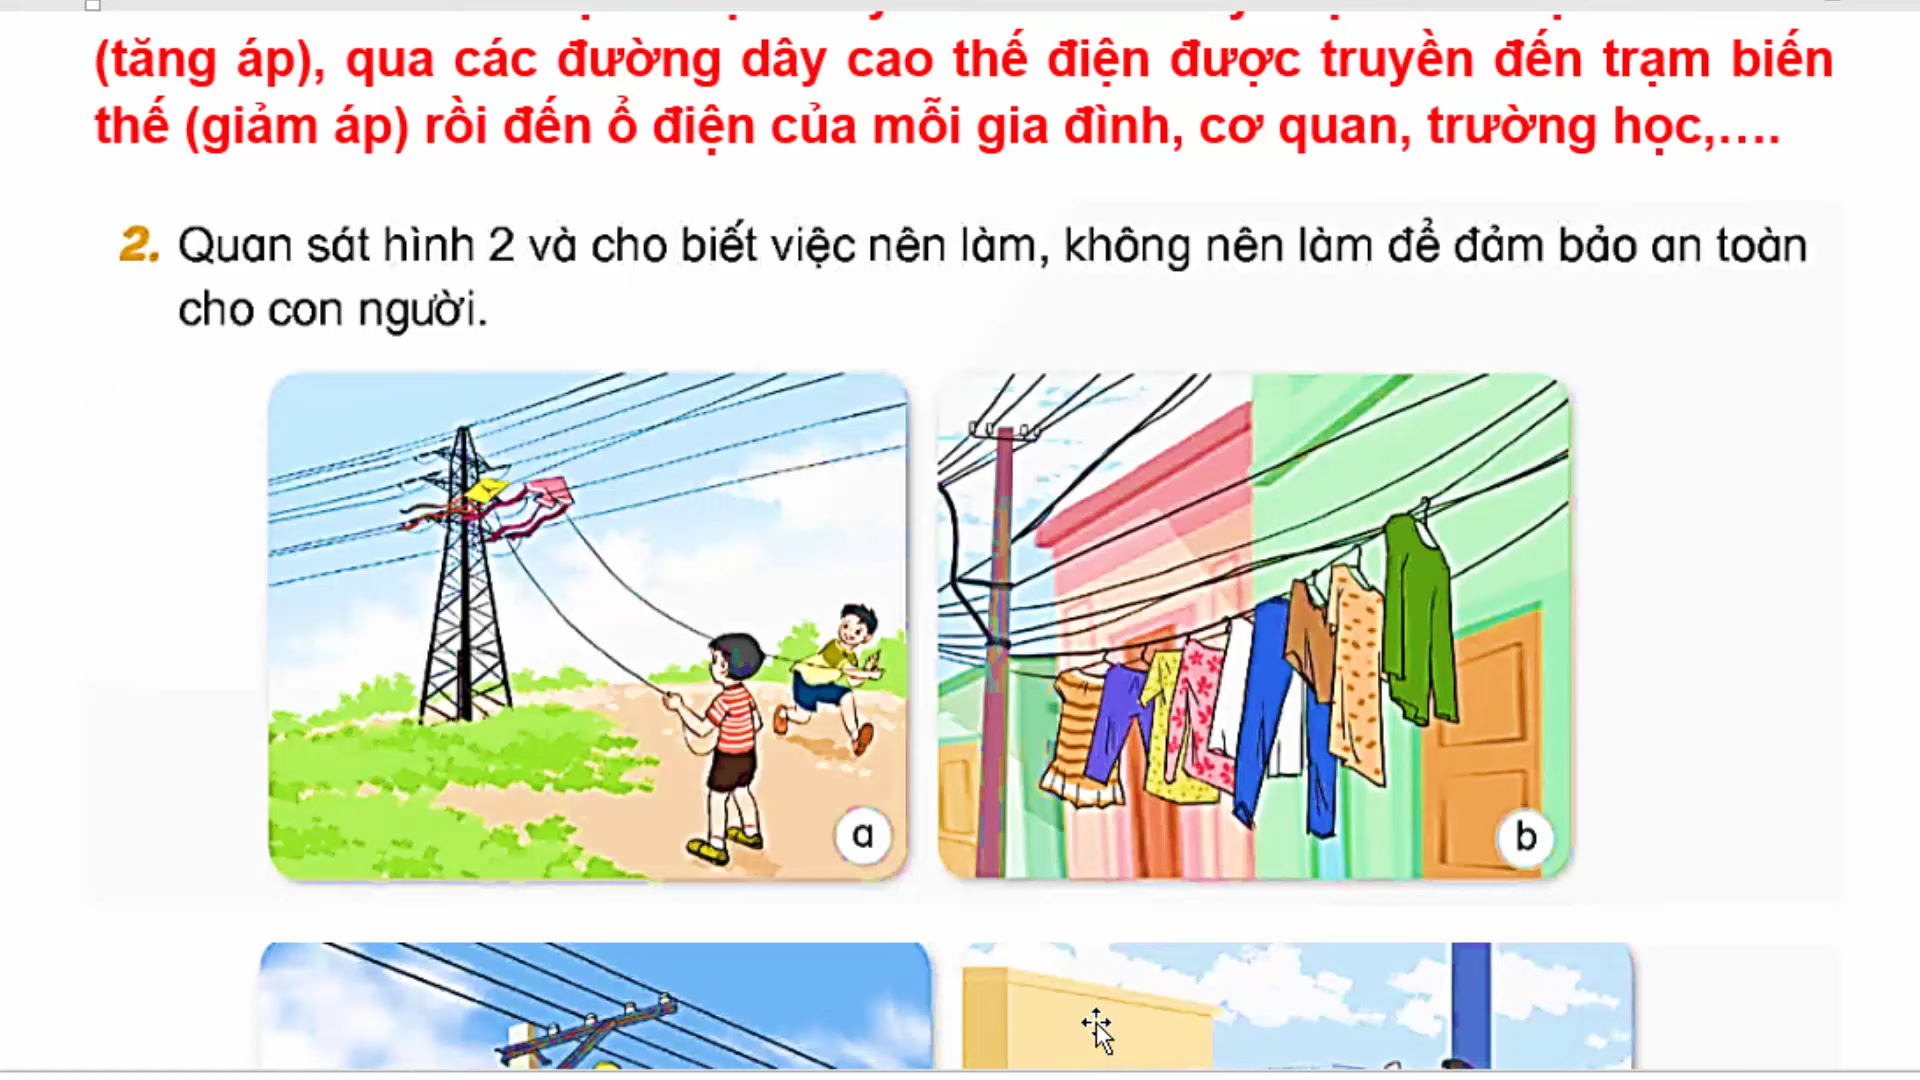 (tăng áp), qua các đường dây cao thế điện được truyền đến trạm biến
thế (giảm áp) rồi đến ổ điện của mỗi gia đình, cơ quan, trường học,....
2. Quan sát hình 2 và cho biết việc nên làm, không nên làm để đảm bảo an toàn
cho con người.
a
b